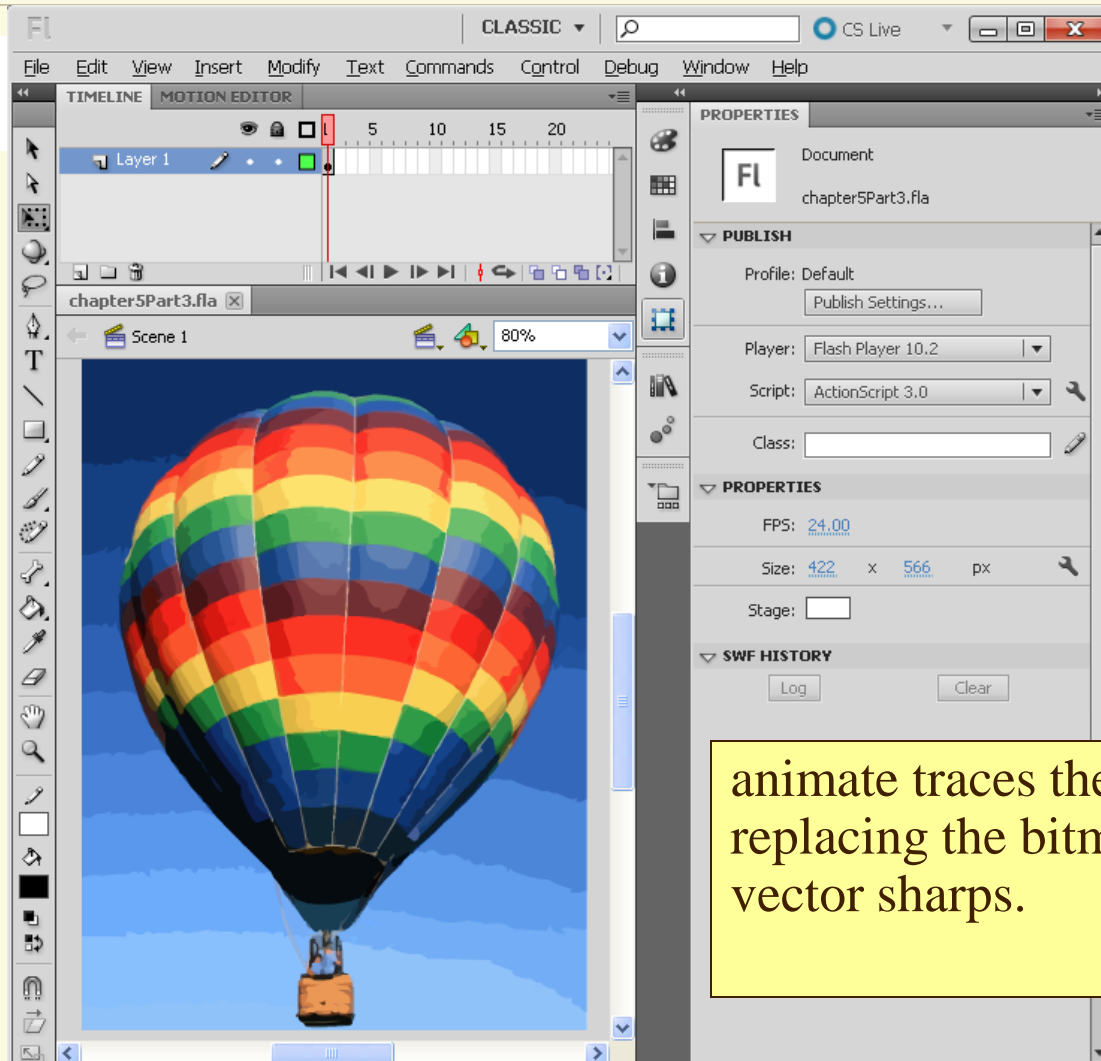 Fl
CLASSIC
CS Live
File Edit View Insert Modify Text Commands Control Debug Window Help
TIMELINE MOTION EDITOR
5 10 15 20
Layer 1
chapter5Part3.fla
Scene 1
80%
T
PROPERTIES
Fl
Document
chapter5Part3.fla
PUBLISH
Profile: Default
Publish Settings...
Player: Flash Player 10.2
Script: ActionScript 3.0
Class:
PROPERTIES
FPS: 24.00
Size: 422 x 566 px
Stage:
SWF HISTORY
Log Clear
animate traces the
replacing the bitm
vector sharps.